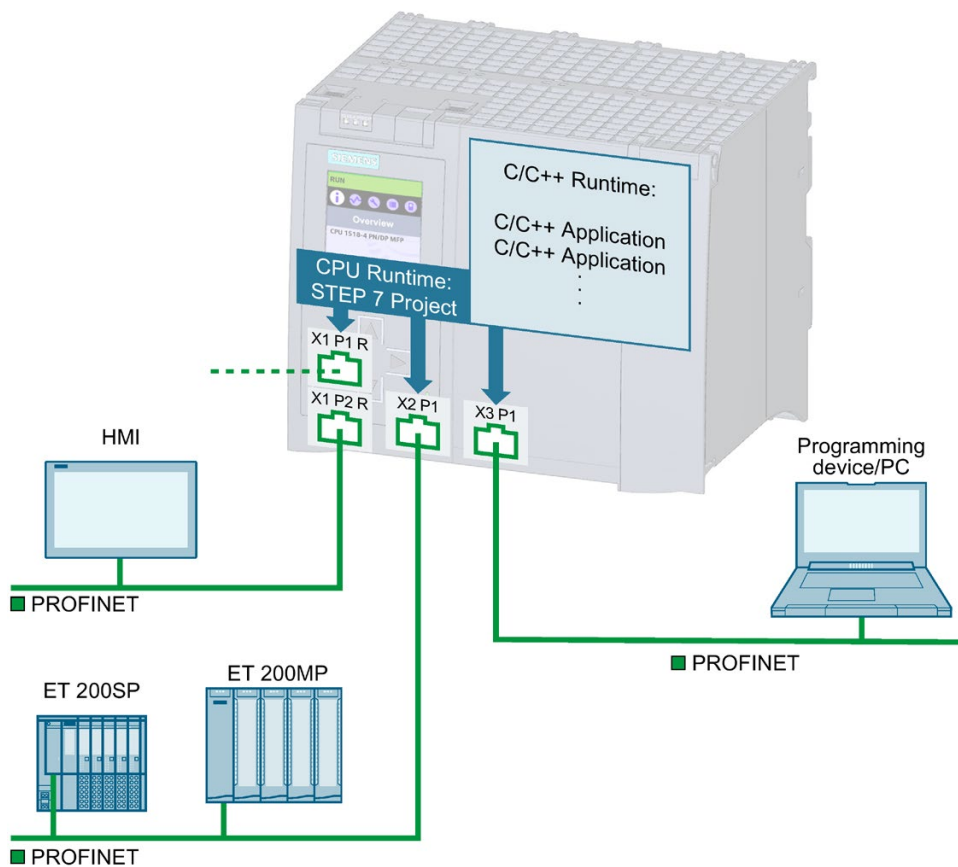 SIEMENS
RUN
Overview
CPU 1518-4 PN/DP MFP
C/C++ Runtime:
C/C++ Application
C/C++ Application
.
.
.
CPU Runtime:
STEP 7 Project
X1 P1 R
X1 P2 R
X2 P1
X3 P1
HMI
Programming
device/PC
PROFINET
PROFINET
ET 200SP
ET 200MP
PROFINET